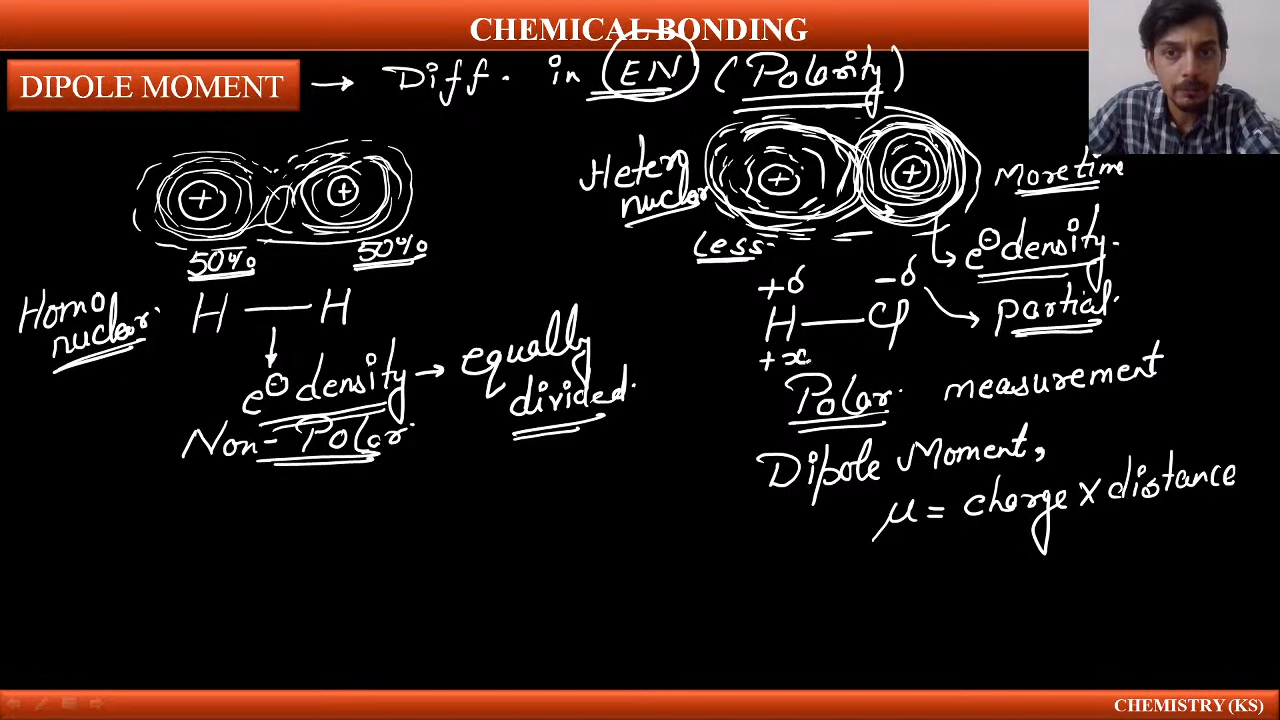 CHEMICAL BONDING
DIPOLE MOMENT → Diff. in EN (Polarity)
+ +
50% 50%
Homo
nuclear.
H — H
e⊖ density → equally
divided.
Non-Polar.
Heter
nuclear
+ +
More time
Less.
e⊖ density.
+δ -δ
H — Cl
partial.
+x
Polar. measurement
Dipole Moment,
μ = charge × distance
CHEMISTRY (KS)